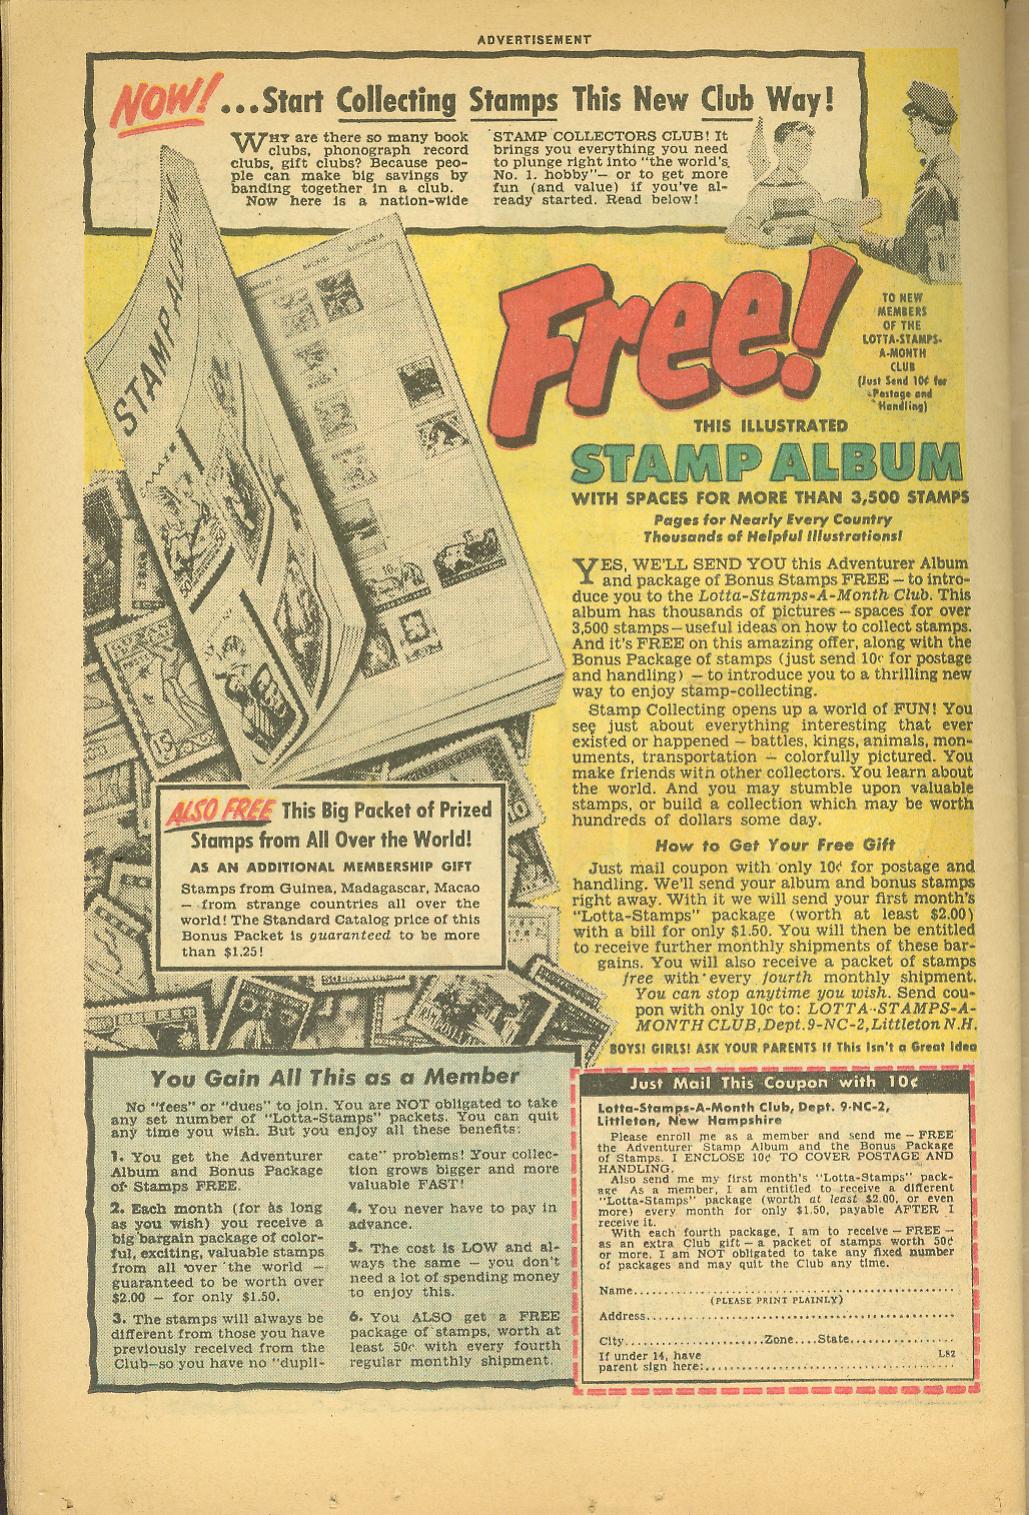 ADVERTISEMENT
NOW! ...Start Collecting Stamps This New Club Way!
WHY are there so many book
clubs, phonograph record
clubs, gift clubs? Because peo-
ple can make big savings by
banding together in a club.
Now here is a nation-wide
STAMP COLLECTORS CLUB! It
brings you everything you need
to plunge right into "the world's
No. 1. hobby"— or to get more
fun (and value) if you've al-
ready started. Read below!
STAMP ALBUM
Free!
TO NEW
MEMBERS
OF THE
LOTTA-STAMPS-
A-MONTH
CLUB
(Just Send 10¢ for
Postage and
Handling)
THIS ILLUSTRATED
STAMP ALBUM
WITH SPACES FOR MORE THAN 3,500 STAMPS
Pages for Nearly Every Country
Thousands of Helpful Illustrations!
YES, WE'LL SEND YOU this Adventurer Album
and package of Bonus Stamps FREE — to intro-
duce you to the Lotta-Stamps-A-Month Club. This
album has thousands of pictures — spaces for over
3,500 stamps — useful ideas on how to collect stamps.
And it's FREE on this amazing offer, along with the
Bonus Package of stamps (just send 10¢ for postage
and handling) — to introduce you to a thrilling new
way to enjoy stamp-collecting.
Stamp Collecting opens up a world of FUN! You
see just about everything interesting that ever
existed or happened — battles, kings, animals, mon-
uments, transportation — colorfully pictured. You
make friends with other collectors. You learn about
the world. And you may stumble upon valuable
stamps, or build a collection which may be worth
hundreds of dollars some day.
How to Get Your Free Gift
Just mail coupon with only 10¢ for postage and
handling. We'll send your album and bonus stamps
right away. With it we will send your first month's
"Lotta-Stamps" package (worth at least $2.00)
with a bill for only $1.50. You will then be entitled
to receive further monthly shipments of these bar-
gains. You will also receive a packet of stamps
free with every fourth monthly shipment.
You can stop anytime you wish. Send cou-
pon with only 10¢ to: LOTTA-STAMPS-A-
MONTH CLUB, Dept. 9-NC-2, Littleton N.H.
BOYS! GIRLS! ASK YOUR PARENTS If This Isn't a Great Idea
ALSO FREE This Big Packet of Prized
Stamps from All Over the World!
AS AN ADDITIONAL MEMBERSHIP GIFT
Stamps from Guinea, Madagascar, Macao
— from strange countries all over the
world! The Standard Catalog price of this
Bonus Packet is guaranteed to be more
than $1.25!
You Gain All This as a Member
No "fees" or "dues" to join. You are NOT obligated to take
any set number of "Lotta-Stamps" packets. You can quit
any time you wish. But you enjoy all these benefits:
1. You get the Adventurer
Album and Bonus Package
of Stamps FREE.
2. Each month (for as long
as you wish) you receive a
big bargain package of color-
ful, exciting, valuable stamps
from all over the world —
guaranteed to be worth over
$2.00 — for only $1.50.
3. The stamps will always be
different from those you have
previously received from the
Club—so you have no "dupli-
cate" problems! Your collec-
tion grows bigger and more
valuable FAST!
4. You never have to pay in
advance.
5. The cost is LOW and al-
ways the same — you don't
need a lot of spending money
to enjoy this.
6. You ALSO get a FREE
package of stamps, worth at
least 50¢ with every fourth
regular monthly shipment.
Just Mail This Coupon with 10¢
Lotta-Stamps-A-Month Club, Dept. 9-NC-2,
Littleton, New Hampshire
Please enroll me as a member and send me — FREE
the Adventurer Stamp Album and the Bonus Package
of Stamps. I ENCLOSE 10¢ TO COVER POSTAGE AND
HANDLING.
Also send me my first month's "Lotta-Stamps" pack-
age As a member, I am entitled to receive a different
"Lotta-Stamps" package (worth at least $2.00, or even
more) every month for only $1.50, payable AFTER I
receive it.
With each fourth package, I am to receive — FREE —
as an extra Club gift — a packet of stamps worth 50¢
or more. I am NOT obligated to take any fixed number
of packages and may quit the Club any time.
Name
(PLEASE PRINT PLAINLY)
Address
City Zone State
If under 14, have L82
parent sign here: